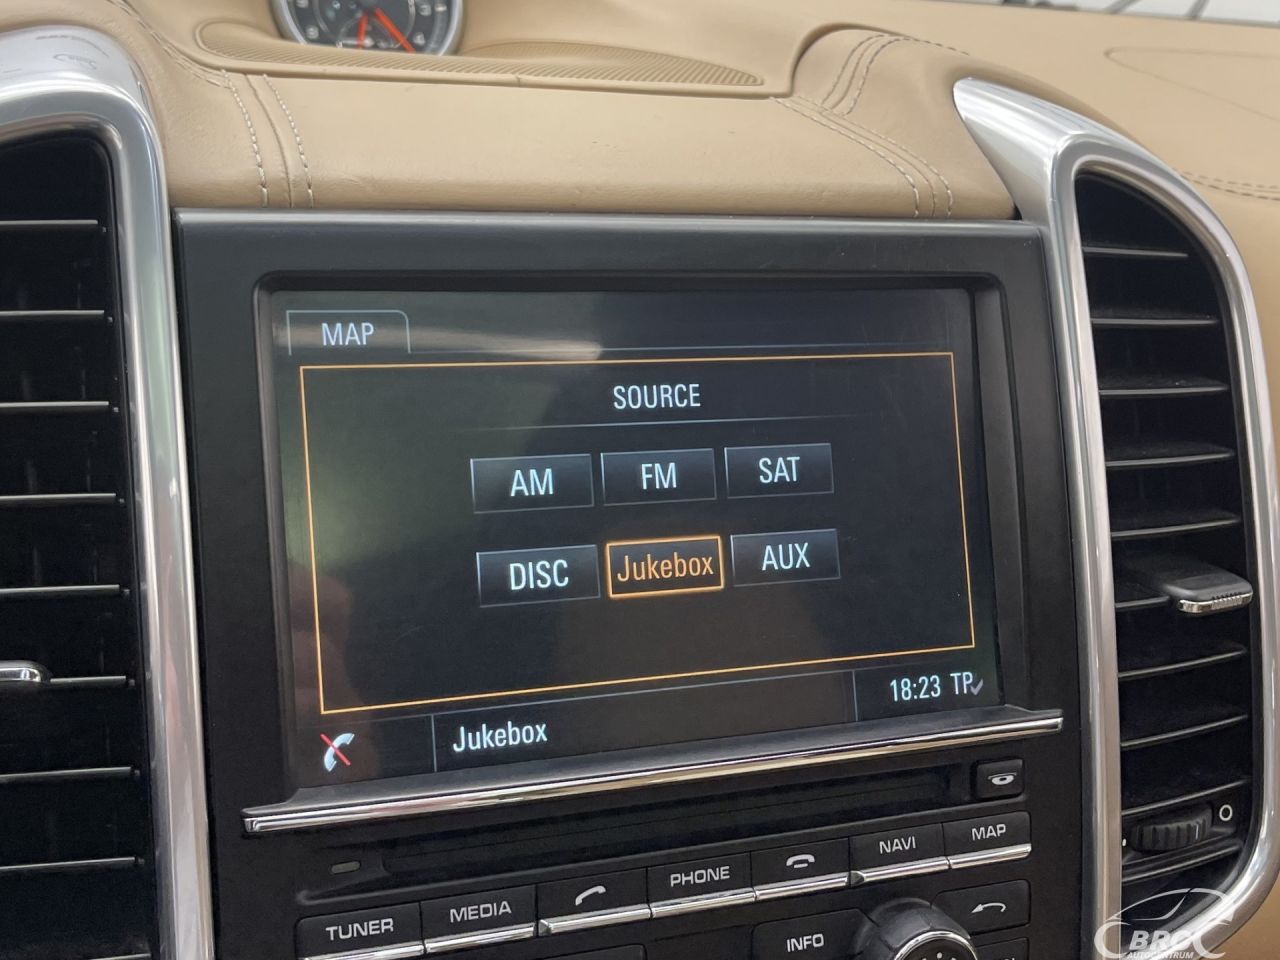 MAP
SOURCE
AM FM SAT
DISC Jukebox AUX
Jukebox 18:23 TP
TUNER MEDIA PHONE NAVI MAP
INFO
BRC
AUTOCENTRUM